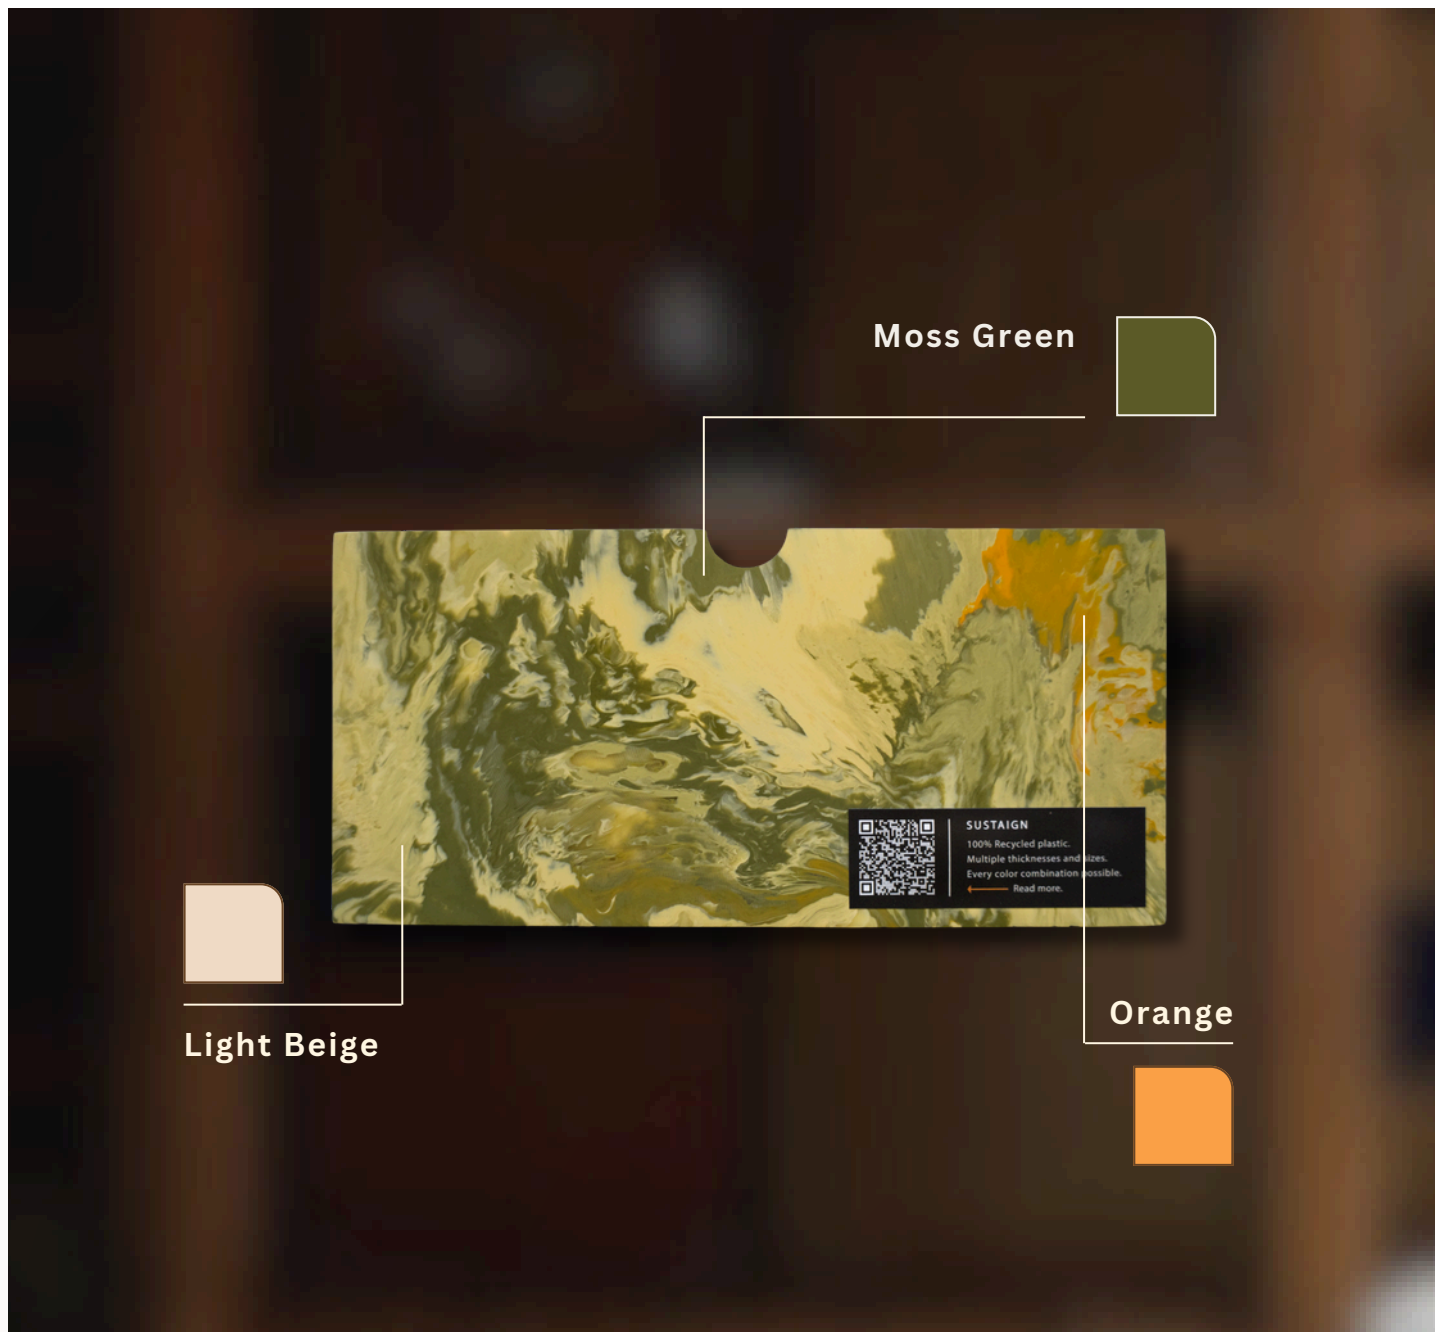 Moss Green
SUSTAIGN
100% Recycled plastic.
Multiple thicknesses and sizes.
Every color combination possible.
Read more.
Orange
Light Beige